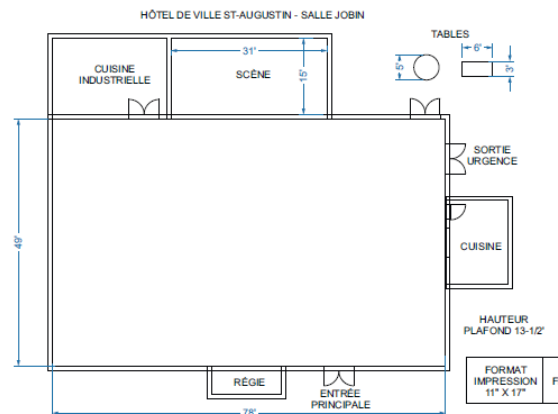 HÔTEL DE VILLE ST-AUGUSTIN - SALLE JOBIN
TABLES
6'
5'
3'
31'
CUISINE
INDUSTRIELLE
SCÈNE
15'
SORTIE
URGENCE
49'
CUISINE
HAUTEUR
PLAFOND 13-1/2'
RÉGIE
ENTRÉE
PRINCIPALE
78'
FORMAT
IMPRESSION
11" X 17"